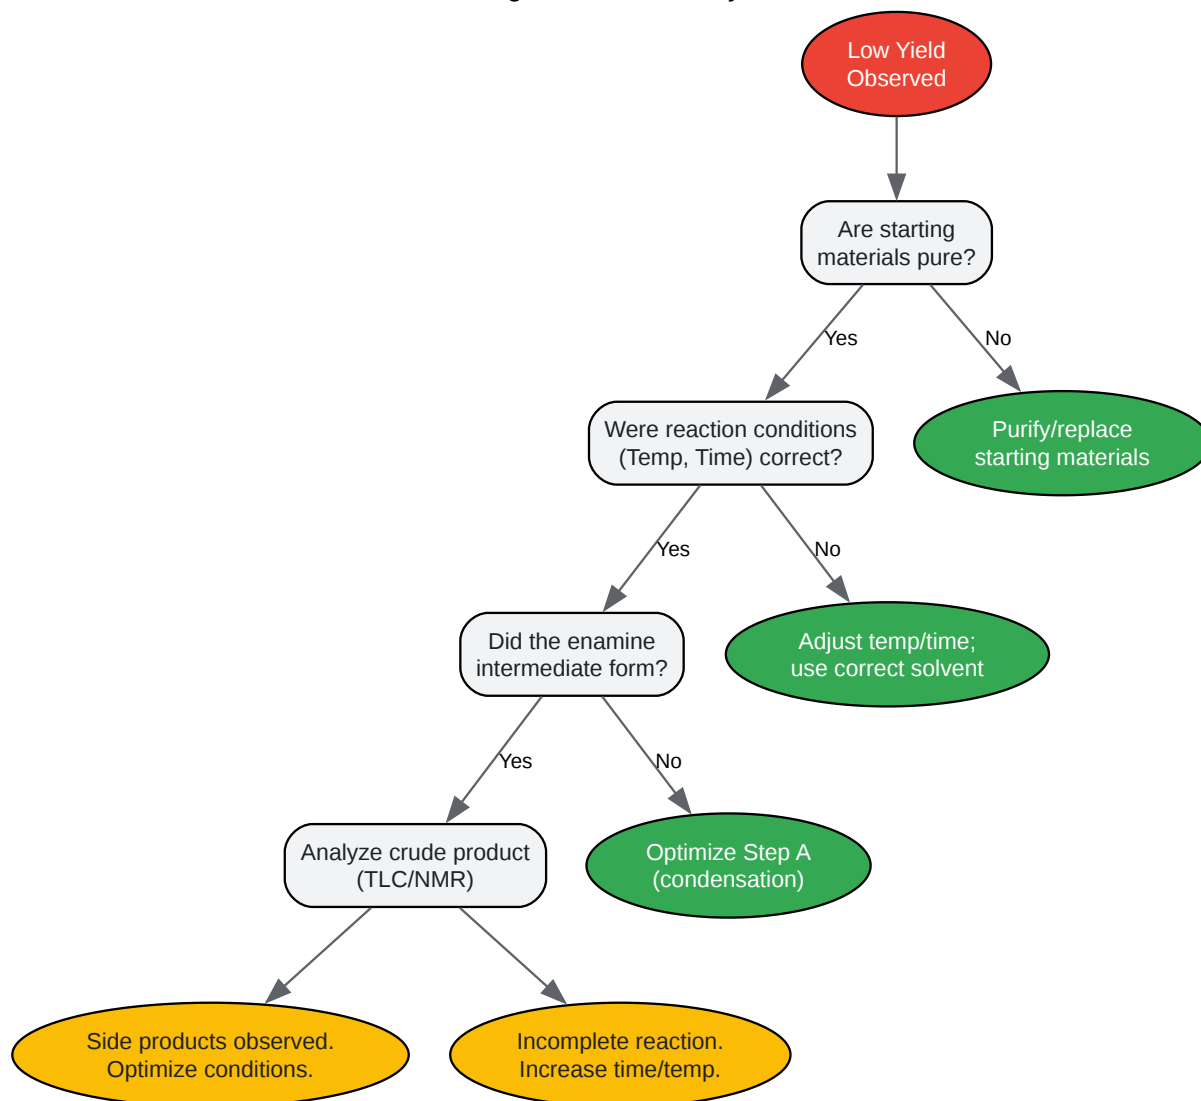 Low Yield
Observed
Are starting
materials pure?
Yes
No
Were reaction conditions
(Temp, Time) correct?
Purify/replace
starting materials
Yes
No
Did the enamine
intermediate form?
Adjust temp/time;
use correct solvent
Yes
No
Analyze crude product
(TLC/NMR)
Optimize Step A
(condensation)
Side products observed.
Optimize conditions.
Incomplete reaction.
Increase time/temp.